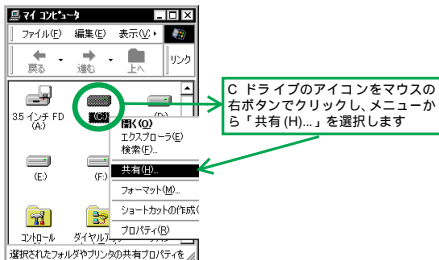 マイ コンピュータ
ファイル(F) 編集(E) 表示(V)
戻る 進む 上へ リンク
3.5 インチ FD (A:)
(C:)
(D:)
開く(O)
エクスプローラ(E)
検索(F)...
共有(H)...
フォーマット(M)...
ショートカットの作成(
プロパティ(R)
(E:)
(F:)
コントロール
ダイヤルアッ
選択されたフォルダやプリンタの共有プロパティを
C ドライブのアイコンをマウスの
右ボタンでクリックし、メニューか
ら「共有(H)...」を選択します